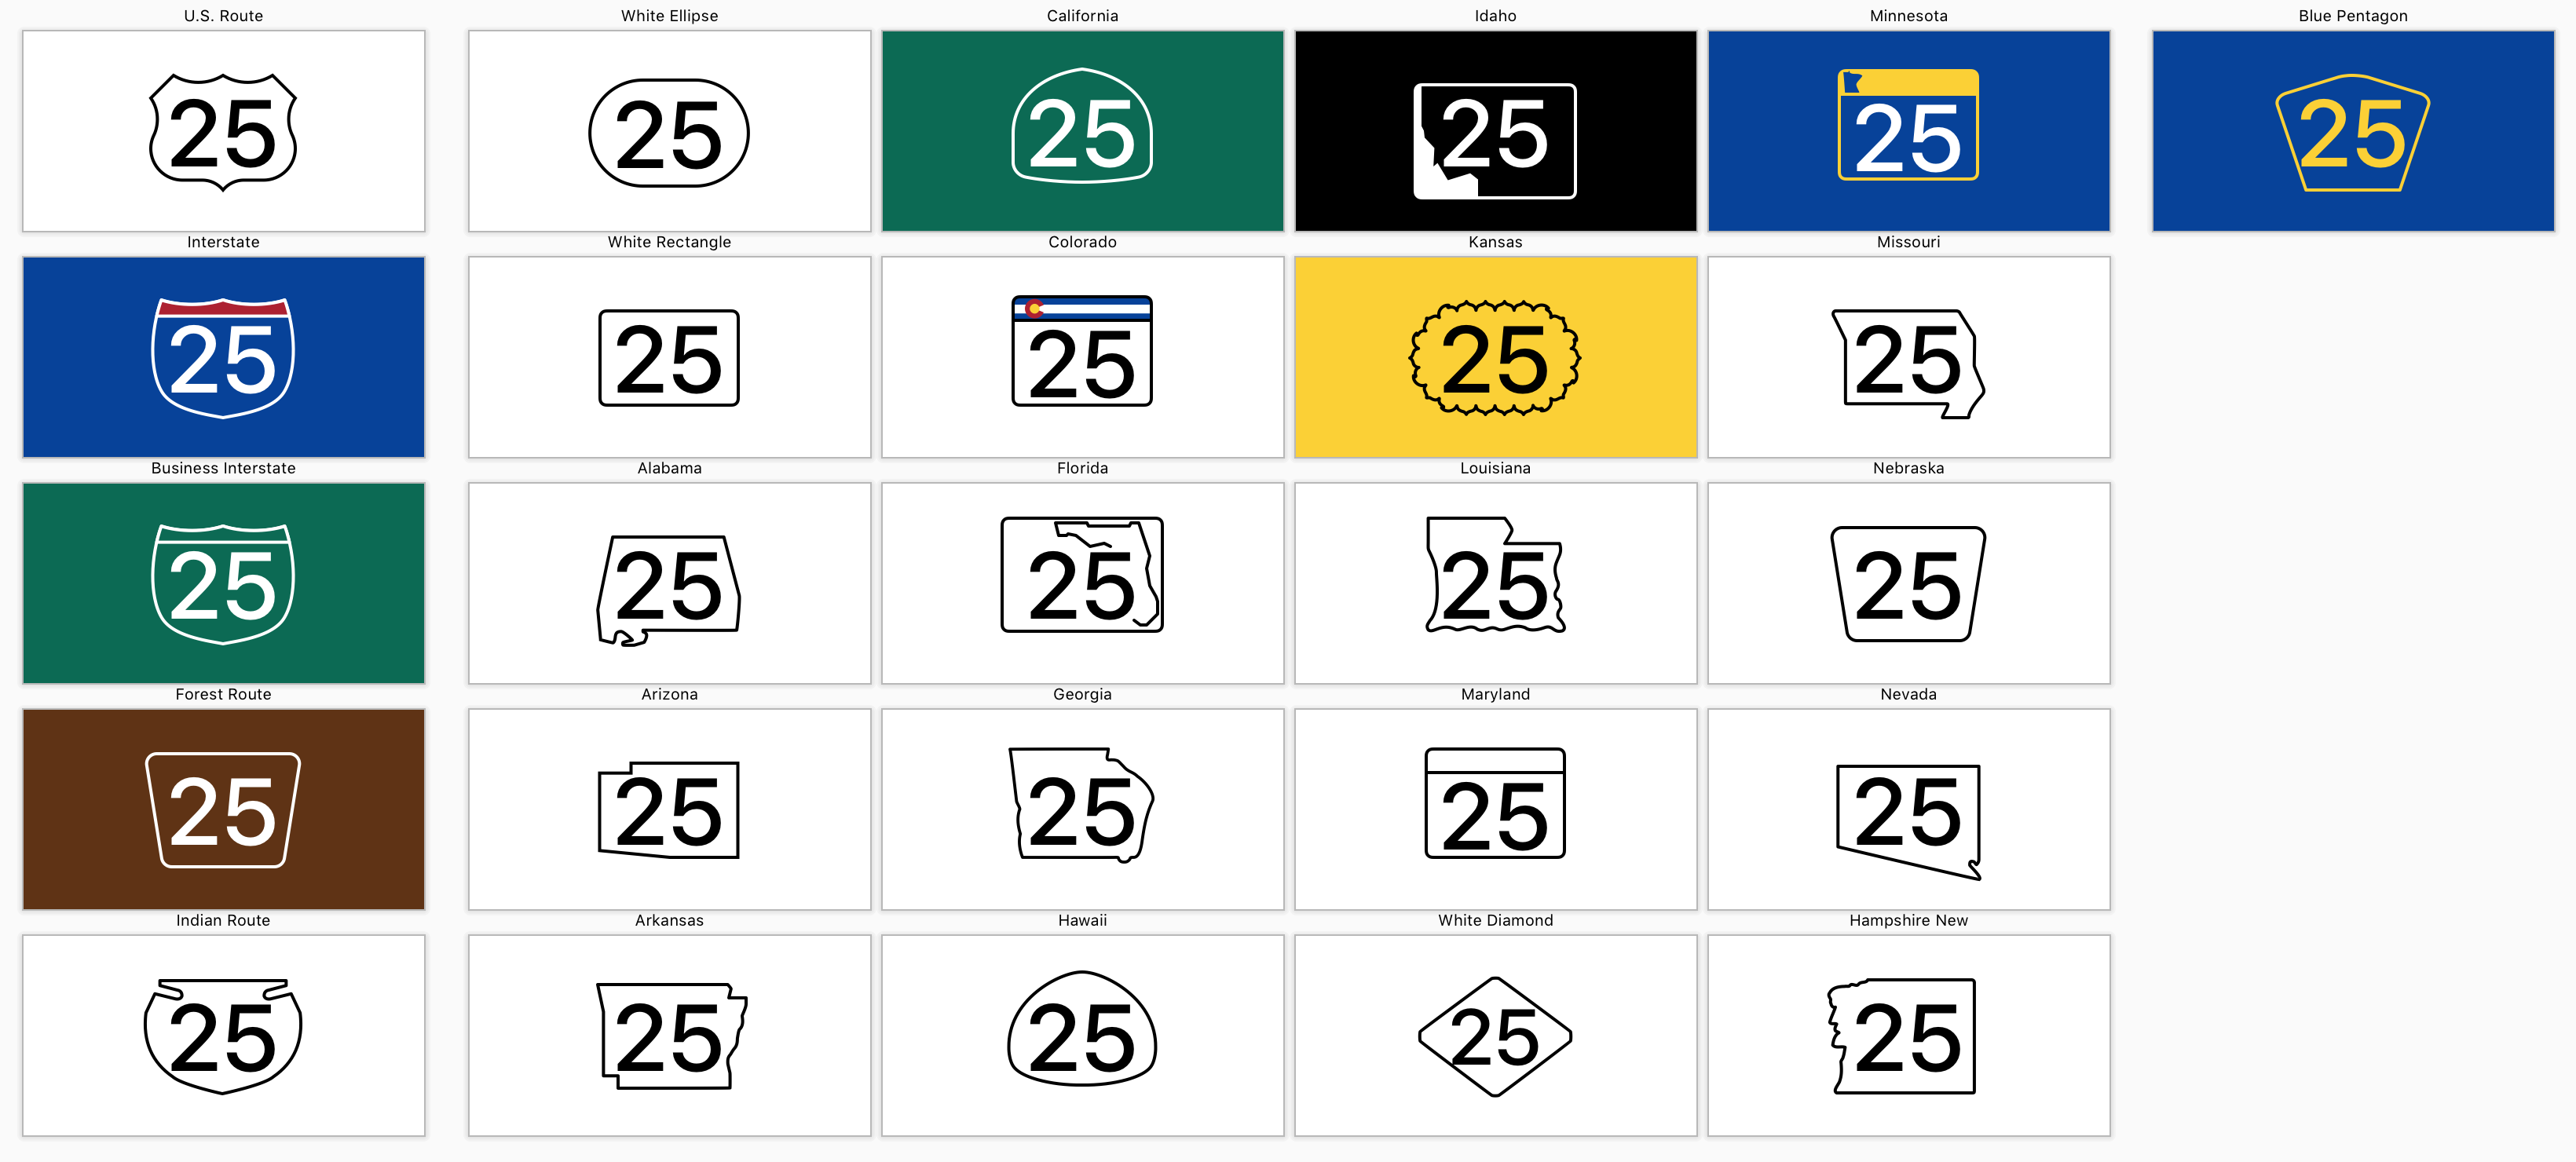 U.S. Route
White Ellipse
California
Idaho
Minnesota
Blue Pentagon
25
25
25
25
25
25
Interstate
White Rectangle
Colorado
Kansas
Missouri
25
25
25
25
25
Business Interstate
Alabama
Florida
Louisiana
Nebraska
25
25
25
25
25
Forest Route
Arizona
Georgia
Maryland
Nevada
25
25
25
25
25
Indian Route
Arkansas
Hawaii
White Diamond
Hampshire New
25
25
25
25
25